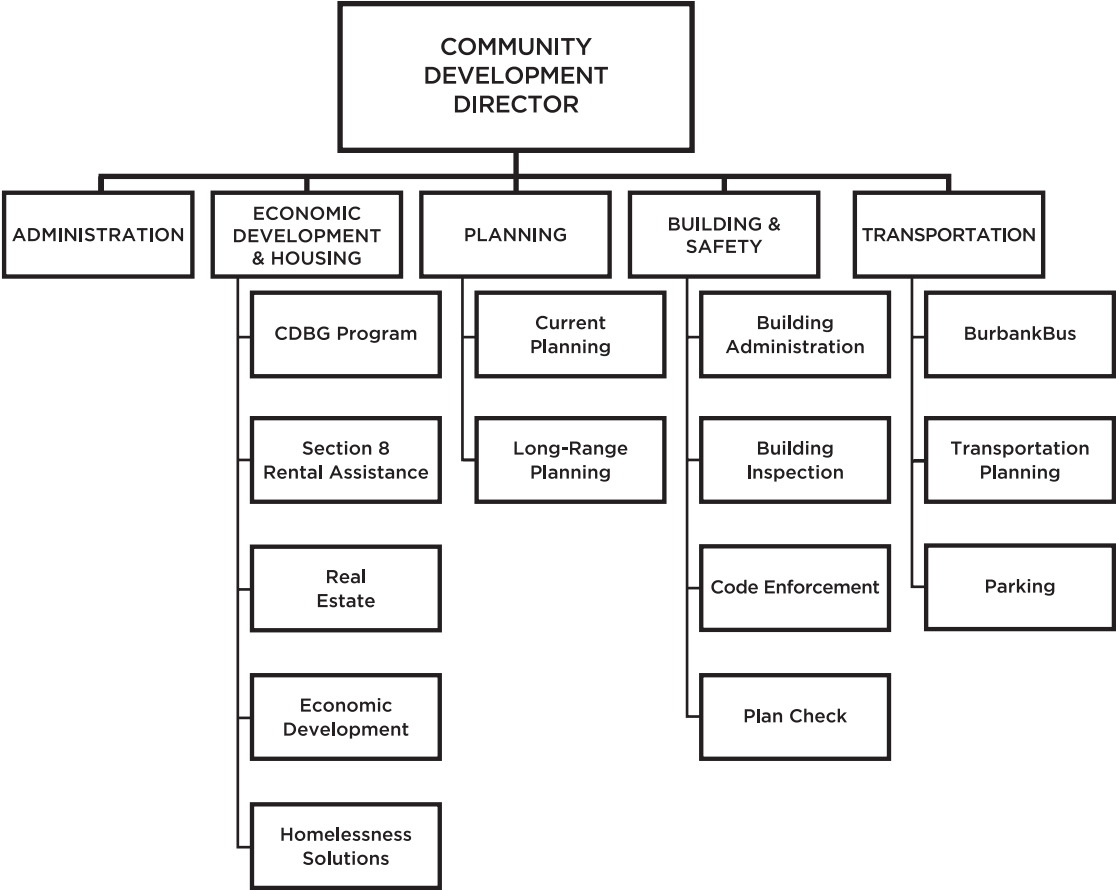 COMMUNITY
DEVELOPMENT
DIRECTOR
ADMINISTRATION
ECONOMIC
DEVELOPMENT
& HOUSING
PLANNING
BUILDING &
SAFETY
TRANSPORTATION
CDBG Program
Section 8
Rental Assistance
Real
Estate
Economic
Development
Homelessness
Solutions
Current
Planning
Long-Range
Planning
Building
Administration
Building
Inspection
Code Enforcement
Plan Check
BurbankBus
Transportation
Planning
Parking